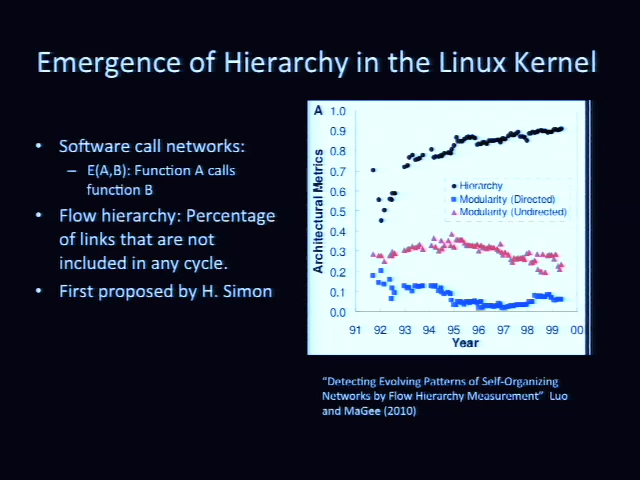 Emergence of Hierarchy in the Linux Kernel
• Software call networks:
– E(A,B): Function A calls
function B
• Flow hierarchy: Percentage
of links that are not
included in any cycle.
• First proposed by H. Simon
A
Architectural Metrics
1.0
0.9
0.8
0.7
0.6
0.5
0.4
0.3
0.2
0.1
0.0
Hierarchy
Modularity (Directed)
Modularity (Undirected)
91 92 93 94 95 96 97 98 99 00
Year
"Detecting Evolving Patterns of Self-Organizing
Networks by Flow Hierarchy Measurement" Luo
and MaGee (2010)